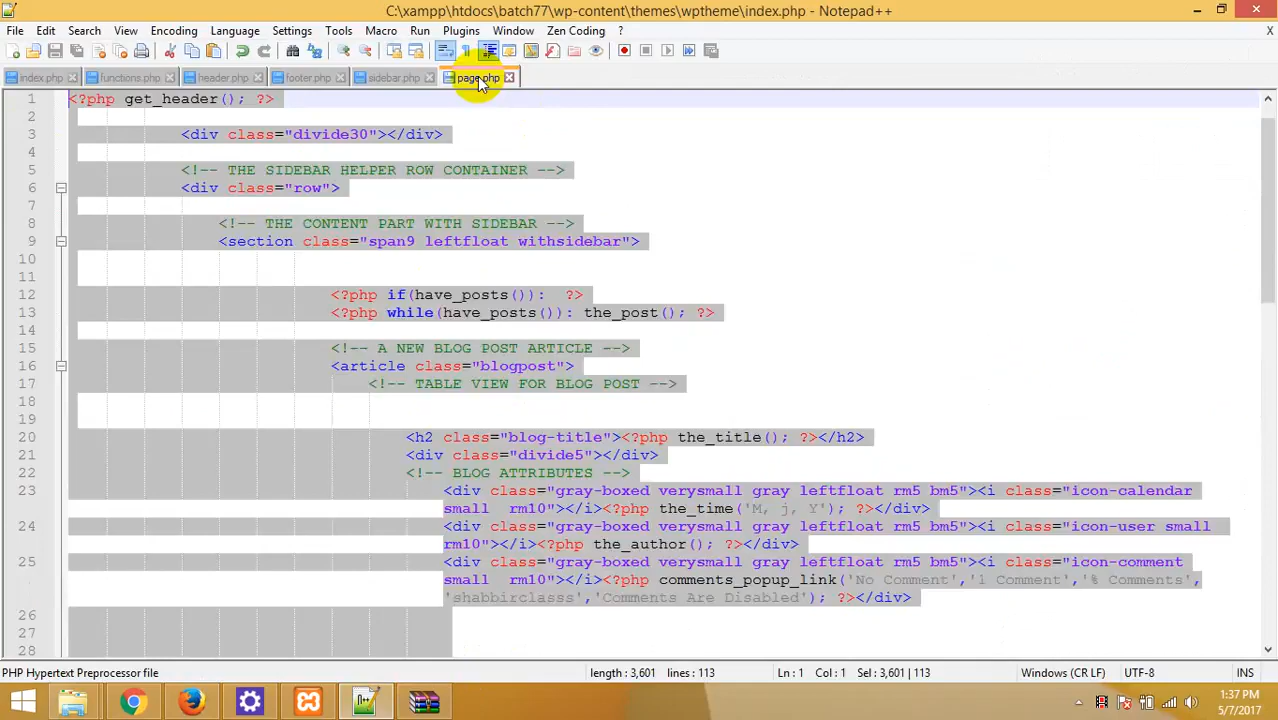 C:\xampp\htdocs\batch77\wp-content\themes\wptheme\index.php - Notepad++
File Edit Search View Encoding Language Settings Tools Macro Run Plugins Window Zen Coding ? X
index.php functions.php header.php footer.php sidebar.php page.php
1 <?php get_header(); ?>
2
3 <div class="divide30"></div>
4
5 <!-- THE SIDEBAR HELPER ROW CONTAINER -->
6 <div class="row">
7
8 <!-- THE CONTENT PART WITH SIDEBAR -->
9 <section class="span9 leftfloat withsidebar">
10
11
12 <?php if(have_posts()): ?>
13 <?php while(have_posts()): the_post(); ?>
14
15 <!-- A NEW BLOG POST ARTICLE -->
16 <article class="blogpost">
17 <!-- TABLE VIEW FOR BLOG POST -->
18
19
20 <h2 class="blog-title"><?php the_title(); ?></h2>
21 <div class="divide5"></div>
22 <!-- BLOG ATTRIBUTES -->
23 <div class="gray-boxed verysmall gray leftfloat rm5 bm5"><i class="icon-calendar
small rm10"></i><?php the_time('M, j, Y'); ?></div>
24 <div class="gray-boxed verysmall gray leftfloat rm5 bm5"><i class="icon-user small
rm10"></i><?php the_author(); ?></div>
25 <div class="gray-boxed verysmall gray leftfloat rm5 bm5"><i class="icon-comment
small rm10"></i><?php comments_popup_link('No Comment','1 Comment','% Comments',
'shabbirclasss','Comments Are Disabled'); ?></div>
26
27
28
PHP Hypertext Preprocessor file length : 3,601 lines : 113 Ln : 1 Col : 1 Sel : 3,601 | 113 Windows (CR LF) UTF-8 INS
1:37 PM
5/7/2017